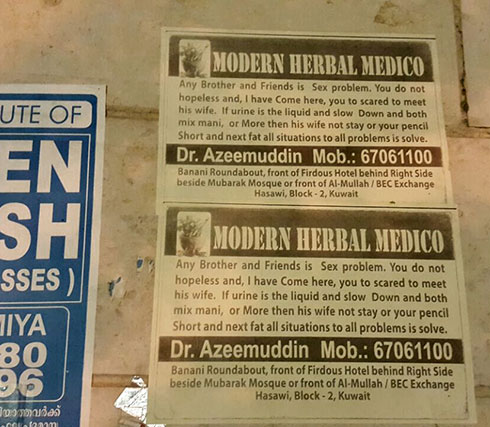 UTE OF
EN
SH
SSES )
MIYA
80
96
MODERN HERBAL MEDICO
Any Brother and Friends is Sex problem. You do not
hopeless and, I have Come here, you to scared to meet
his wife. If urine is the liquid and slow Down and both
mix mani, or More then his wife not stay or your pencil
Short and next fat all situations to all problems is solve.
Dr. Azeemuddin Mob.: 67061100
Banani Roundabout, front of Firdous Hotel behind Right Side
beside Mubarak Mosque or front of Al-Mullah / BEC Exchange
Hasawi, Block - 2, Kuwait
MODERN HERBAL MEDICO
Any Brother and Friends is Sex problem. You do not
hopeless and, I have Come here, you to scared to meet
his wife. If urine is the liquid and slow Down and both
mix mani, or More then his wife not stay or your pencil
Short and next fat all situations to all problems is solve.
Dr. Azeemuddin Mob.: 67061100
Banani Roundabout, front of Firdous Hotel behind Right Side
beside Mubarak Mosque or front of Al-Mullah / BEC Exchange
Hasawi, Block - 2, Kuwait